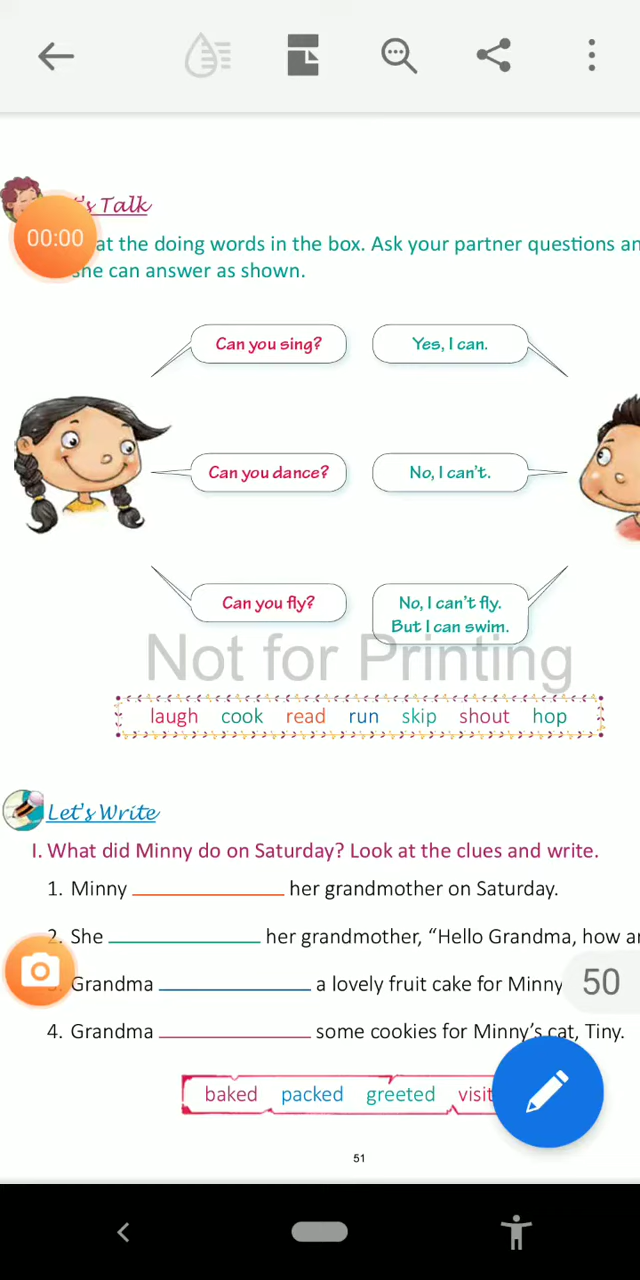 's Talk
00:00
at the doing words in the box. Ask your partner questions
she can answer as shown.
Can you sing?
Yes, I can.
Can you dance?
No, I can't.
Can you fly?
No, I can't fly.
But I can swim.
Not for Printing
laugh cook read run skip shout hop
Let's Write
I. What did Minny do on Saturday? Look at the clues and write.
1. Minny her grandmother on Saturday.
2. She her grandmother, “Hello Grandma, how
Grandma a lovely fruit cake for Minny
50
4. Grandma some cookies for Minny's cat, Tiny.
baked packed greeted
51